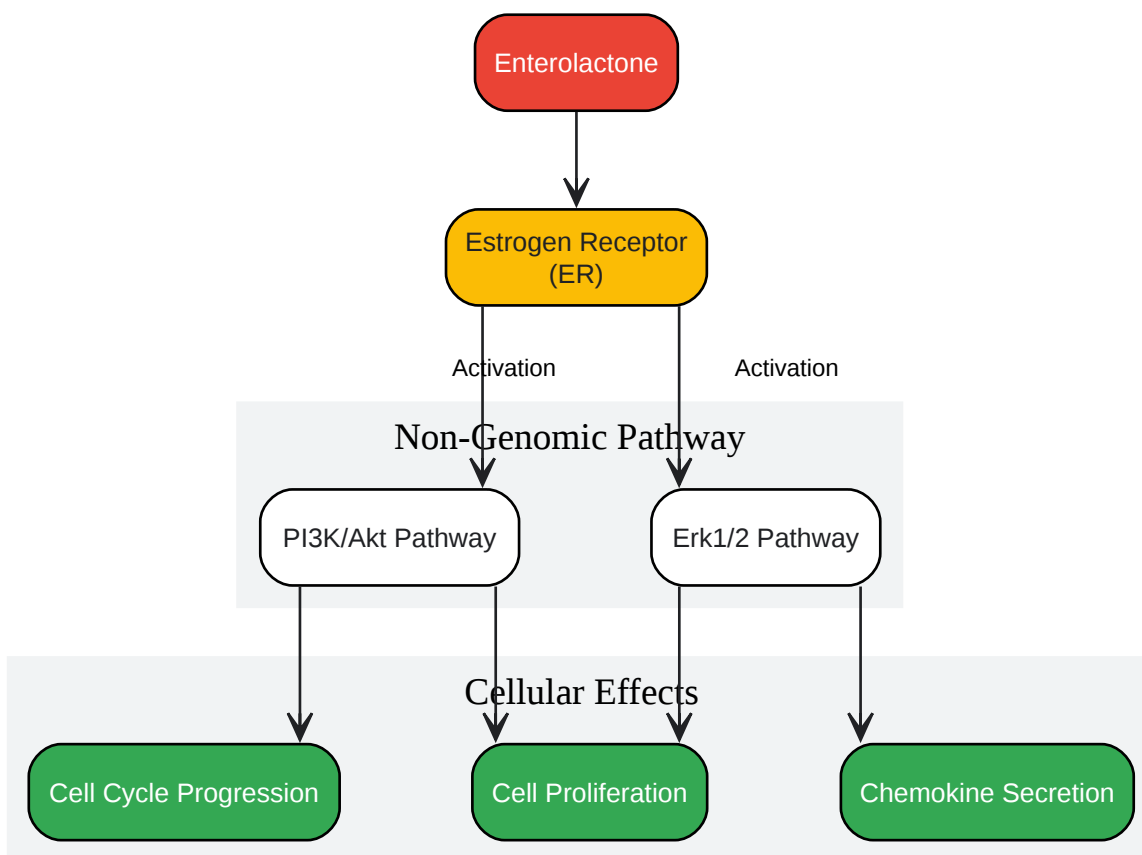 Enterolactone
Estrogen Receptor
(ER)
Activation
Activation
Non-Genomic Pathway
PI3K/Akt Pathway
Erk1/2 Pathway
Cellular Effects
Cell Cycle Progression
Cell Proliferation
Chemokine Secretion